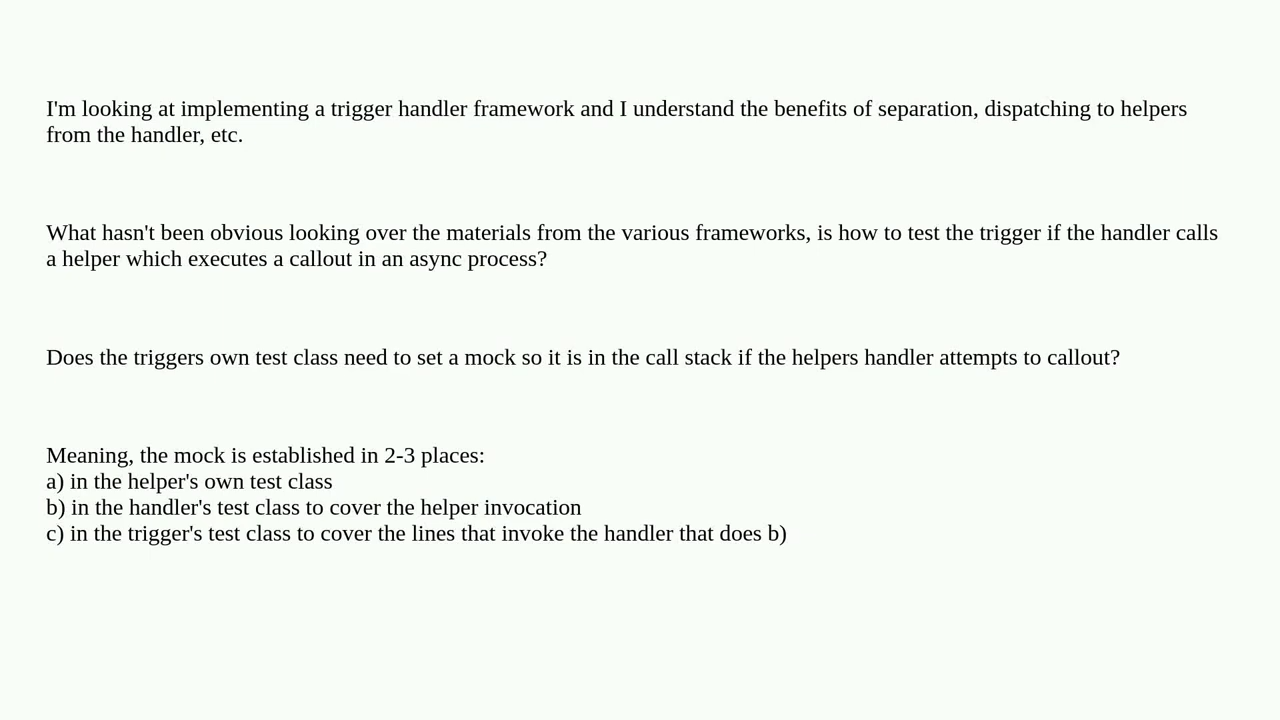 I'm looking at implementing a trigger handler framework and I understand the benefits of separation, dispatching to helpers
from the handler, etc.
What hasn't been obvious looking over the materials from the various frameworks, is how to test the trigger if the handler calls
a helper which executes a callout in an async process?
Does the triggers own test class need to set a mock so it is in the call stack if the helpers handler attempts to callout?
Meaning, the mock is established in 2-3 places:
a) in the helper's own test class
b) in the handler's test class to cover the helper invocation
c) in the trigger's test class to cover the lines that invoke the handler that does b)